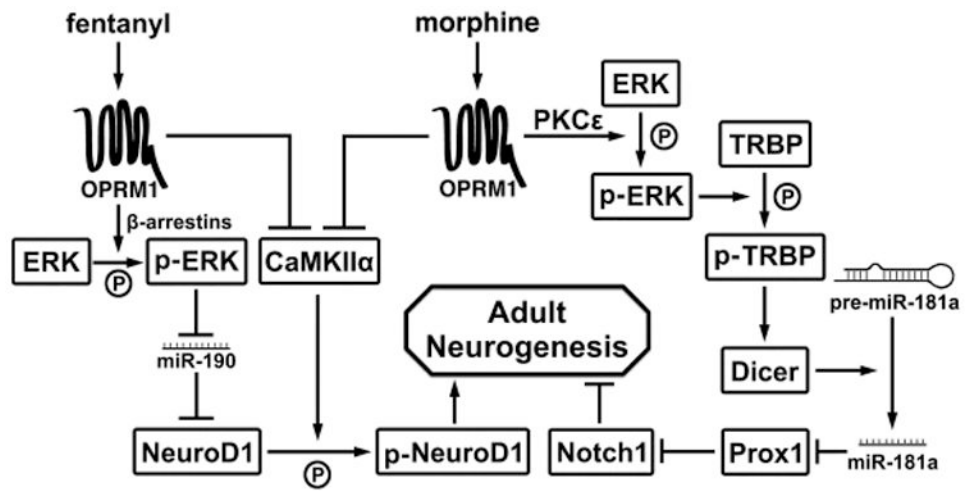 fentanyl
morphine
OPRM1
OPRM1
PKCε
ERK
P
p-ERK
TRBP
P
p-TRBP
β-arrestins
ERK
P
p-ERK
CaMKIIα
miR-190
Adult
Neurogenesis
pre-miR-181a
Dicer
NeuroD1
P
p-NeuroD1
Notch1
Prox1
miR-181a